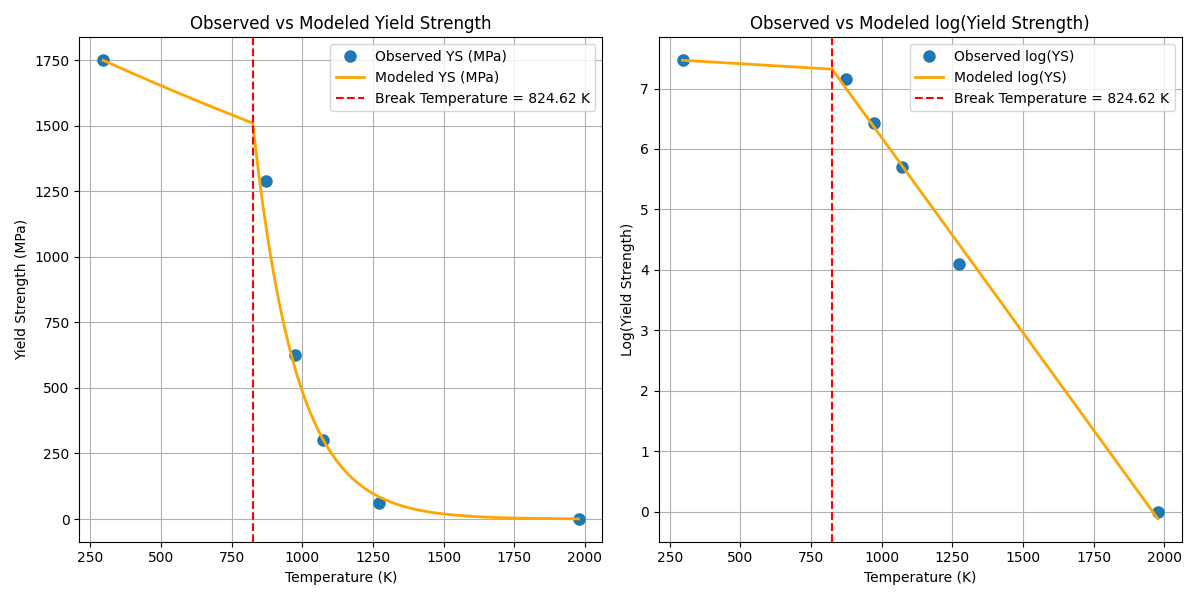 Observed vs Modeled Yield Strength
Observed YS (MPa)
Modeled YS (MPa)
Break Temperature = 824.62 K
1750
1500
1250
1000
750
500
250
0
Yield Strength (MPa)
250
500
750
1000
1250
1500
1750
2000
Temperature (K)
Observed vs Modeled log(Yield Strength)
Observed log(YS)
Modeled log(YS)
Break Temperature = 824.62 K
7
6
5
4
3
2
1
0
Log(Yield Strength)
250
500
750
1000
1250
1500
1750
2000
Temperature (K)